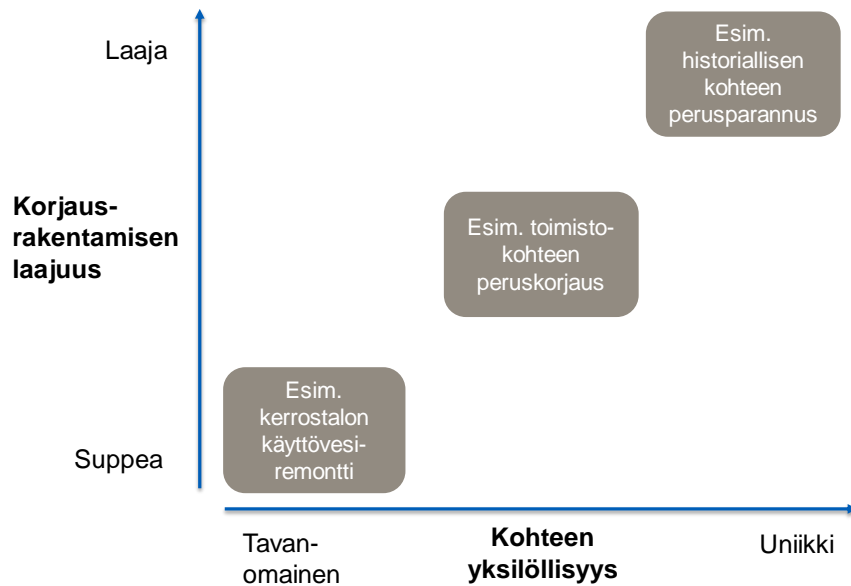 Laaja
Esim.
historiallisen
kohteen
perusparannus
Korjaus-
rakentamisen
laajuus
Esim. toimisto-
kohteen
peruskorjaus
Esim.
kerrostalon
käyttövesi-
remontti
Suppea
Tavan-
omainen
Kohteen
yksilöllisyys
Uniikki